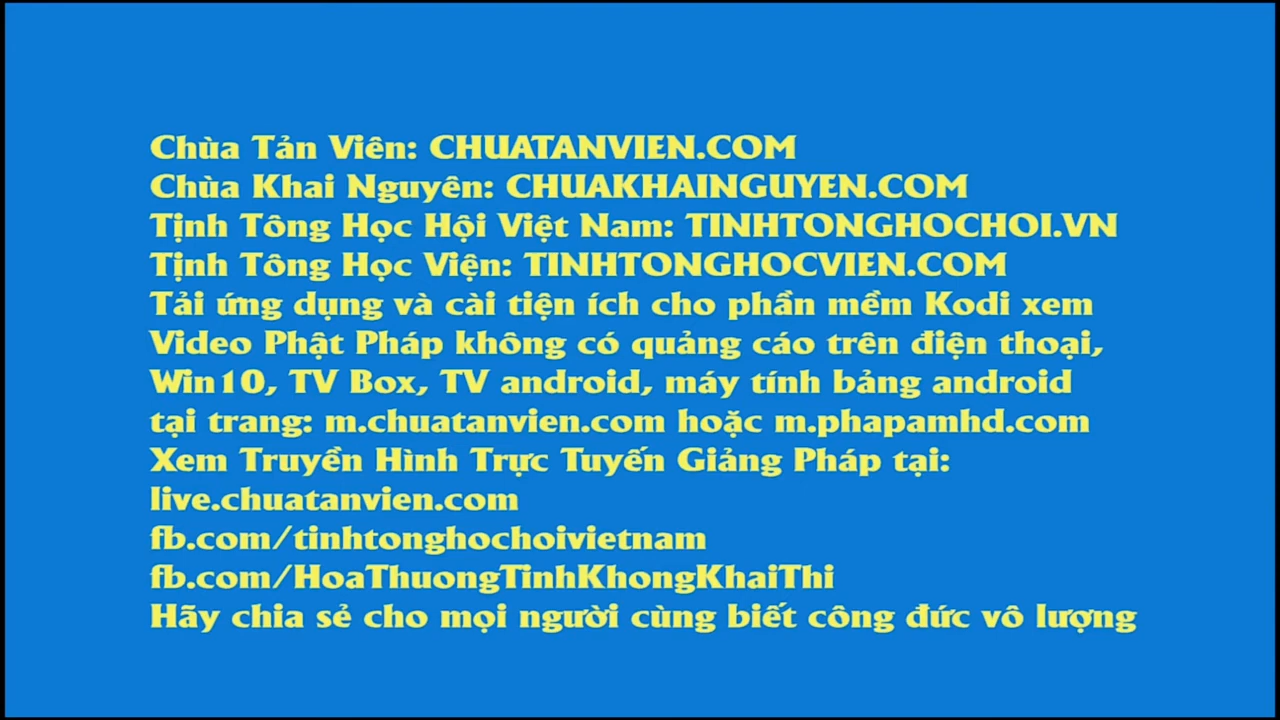 Chùa Tản Viên: CHUATANVIEN.COM
Chùa Khai Nguyên: CHUAKHAINGUYEN.COM
Tịnh Tông Học Hội Việt Nam: TINHTONGHOCHOI.VN
Tịnh Tông Học Viện: TINHTONGHOCVIEN.COM
Tải ứng dụng và cài tiện ích cho phần mềm Kodi xem
Video Phật Pháp không có quảng cáo trên điện thoại,
Win10, TV Box, TV android, máy tính bảng android
tại trang: m.chuatanvien.com hoặc m.phapamhd.com
Xem Truyền Hình Trực Tuyến Giảng Pháp tại:
live.chuatanvien.com
fb.com/tinhtonghochoivietnam
fb.com/HoaThuongTinhKhongKhaiThi
Hãy chia sẻ cho mọi người cùng biết công đức vô lượng